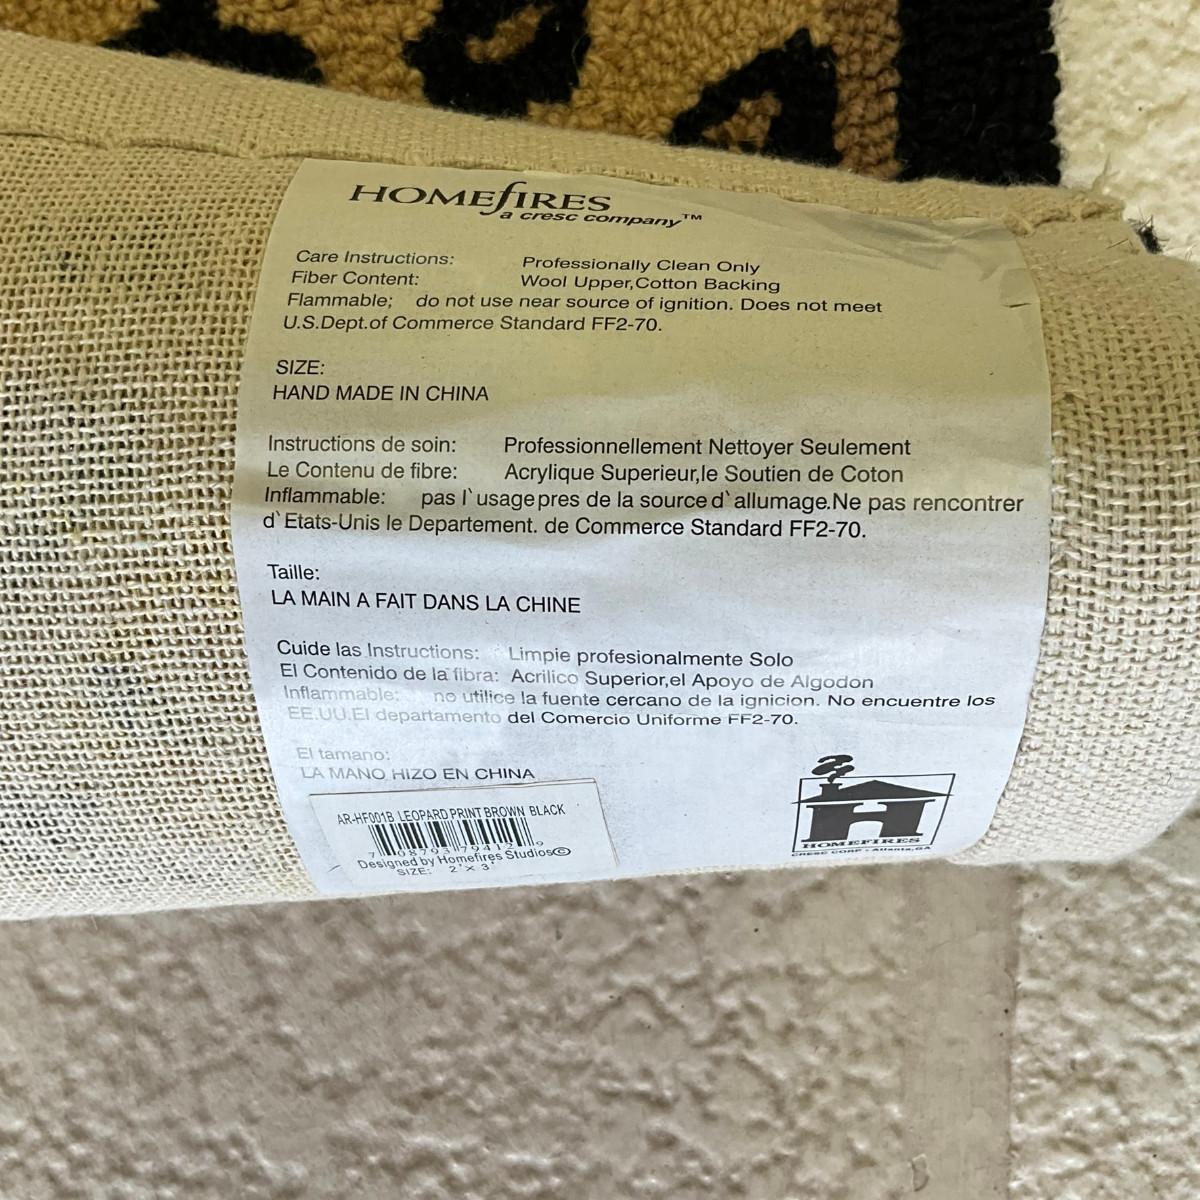 HOMEfIRES
a cresc company™
Care Instructions: Professionally Clean Only
Fiber Content: Wool Upper,Cotton Backing
Flammable; do not use near source of ignition. Does not meet
U.S.Dept.of Commerce Standard FF2-70.
SIZE:
HAND MADE IN CHINA
Instructions de soin: Professionnellement Nettoyer Seulement
Le Contenu de fibre: Acrylique Superieur,le Soutien de Coton
Inflammable: pas l`usage pres de la source d`allumage.Ne pas rencontrer
d`Etats-Unis le Departement. de Commerce Standard FF2-70.
Taille:
LA MAIN A FAIT DANS LA CHINE
Cuide las Instructions: Limpie profesionalmente Solo
El Contenido de la fibra: Acrilico Superior,el Apoyo de Algodon
Inflammable: no utilice la fuente cercano de la ignicion. No encuentre los
EE.UU.El departamento del Comercio Uniforme FF2-70.
El tamano:
LA MANO HIZO EN CHINA
AR-HF001B LEOPARD PRINT BROWN BLACK
Designed by Homefires Studios©
SIZE: 2' X 3'
H
HOMEFIRES
CRESC CORP - Atlanta,GA